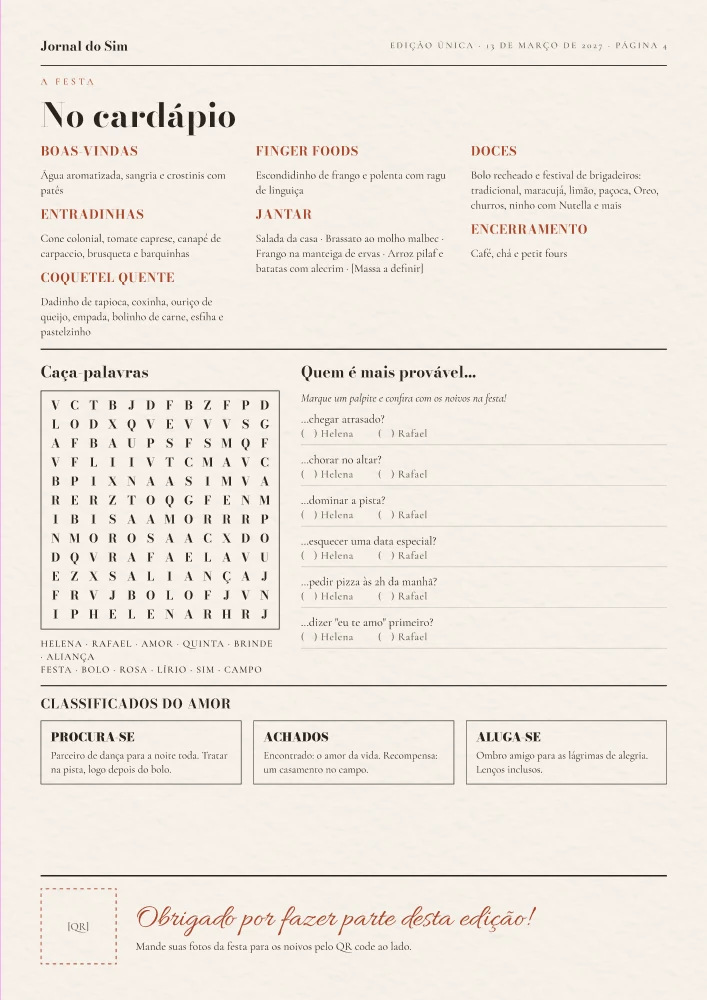 Jornal do Sim
EDIÇÃO ÚNICA · 13 DE MARÇO DE 2027 · PÁGINA 4
A FESTA
No cardápio
BOAS-VINDAS
Água aromatizada, sangria e crostinis com
patês
ENTRADINHAS
Cone colonial, tomate caprese, canapé de
carpaccio, brusqueta e barquinhas
COQUETEL QUENTE
Dadinho de tapioca, coxinha, ouriço de
queijo, empada, bolinho de carne, esfiha e
pastelzinho
FINGER FOODS
Escondidinho de frango e polenta com ragu
de linguiça
JANTAR
Salada da casa · Brassato ao molho malbec ·
Frango na manteiga de ervas · Arroz pilaf e
batatas com alecrim · [Massa a definir]
DOCES
Bolo recheado e festival de brigadeiros:
tradicional, maracujá, limão, paçoca, Oreo,
churros, ninho com Nutella e mais
ENCERRAMENTO
Café, chá e petit fours
Caça-palavras
V C T B J D F B Z F P D
L O D X Q V E V V V S G
A F B A U P S F S M Q F
V F L I I V T C M A V C
B P I X N A A S I M V A
R E R Z T O Q G F E N M
I B I S A A M O R R R P
N M O R O S A A C X D O
D Q V R A F A E L A V U
E Z X S A L I A N Ç A J
F R V J B O L O F J V N
I P H E L E N A R H R J
HELENA · RAFAEL · AMOR · QUINTA · BRINDE
· ALIANÇA
FESTA · BOLO · ROSA · LÍRIO · SIM · CAMPO
Quem é mais provável...
Marque um palpite e confira com os noivos na festa!
...chegar atrasado?
( ) Helena ( ) Rafael
...chorar no altar?
( ) Helena ( ) Rafael
...dominar a pista?
( ) Helena ( ) Rafael
...esquecer uma data especial?
( ) Helena ( ) Rafael
...pedir pizza às 2h da manhã?
( ) Helena ( ) Rafael
...dizer "eu te amo" primeiro?
( ) Helena ( ) Rafael
CLASSIFICADOS DO AMOR
PROCURA-SE
Parceiro de dança para a noite toda. Tratar
na pista, logo depois do bolo.
ACHADOS
Encontrado: o amor da vida. Recompensa:
um casamento no campo.
ALUGA-SE
Ombro amigo para as lágrimas de alegria.
Lenços inclusos.
[QR]
Obrigado por fazer parte desta edição!
Mande suas fotos da festa para os noivos pelo QR code ao lado.